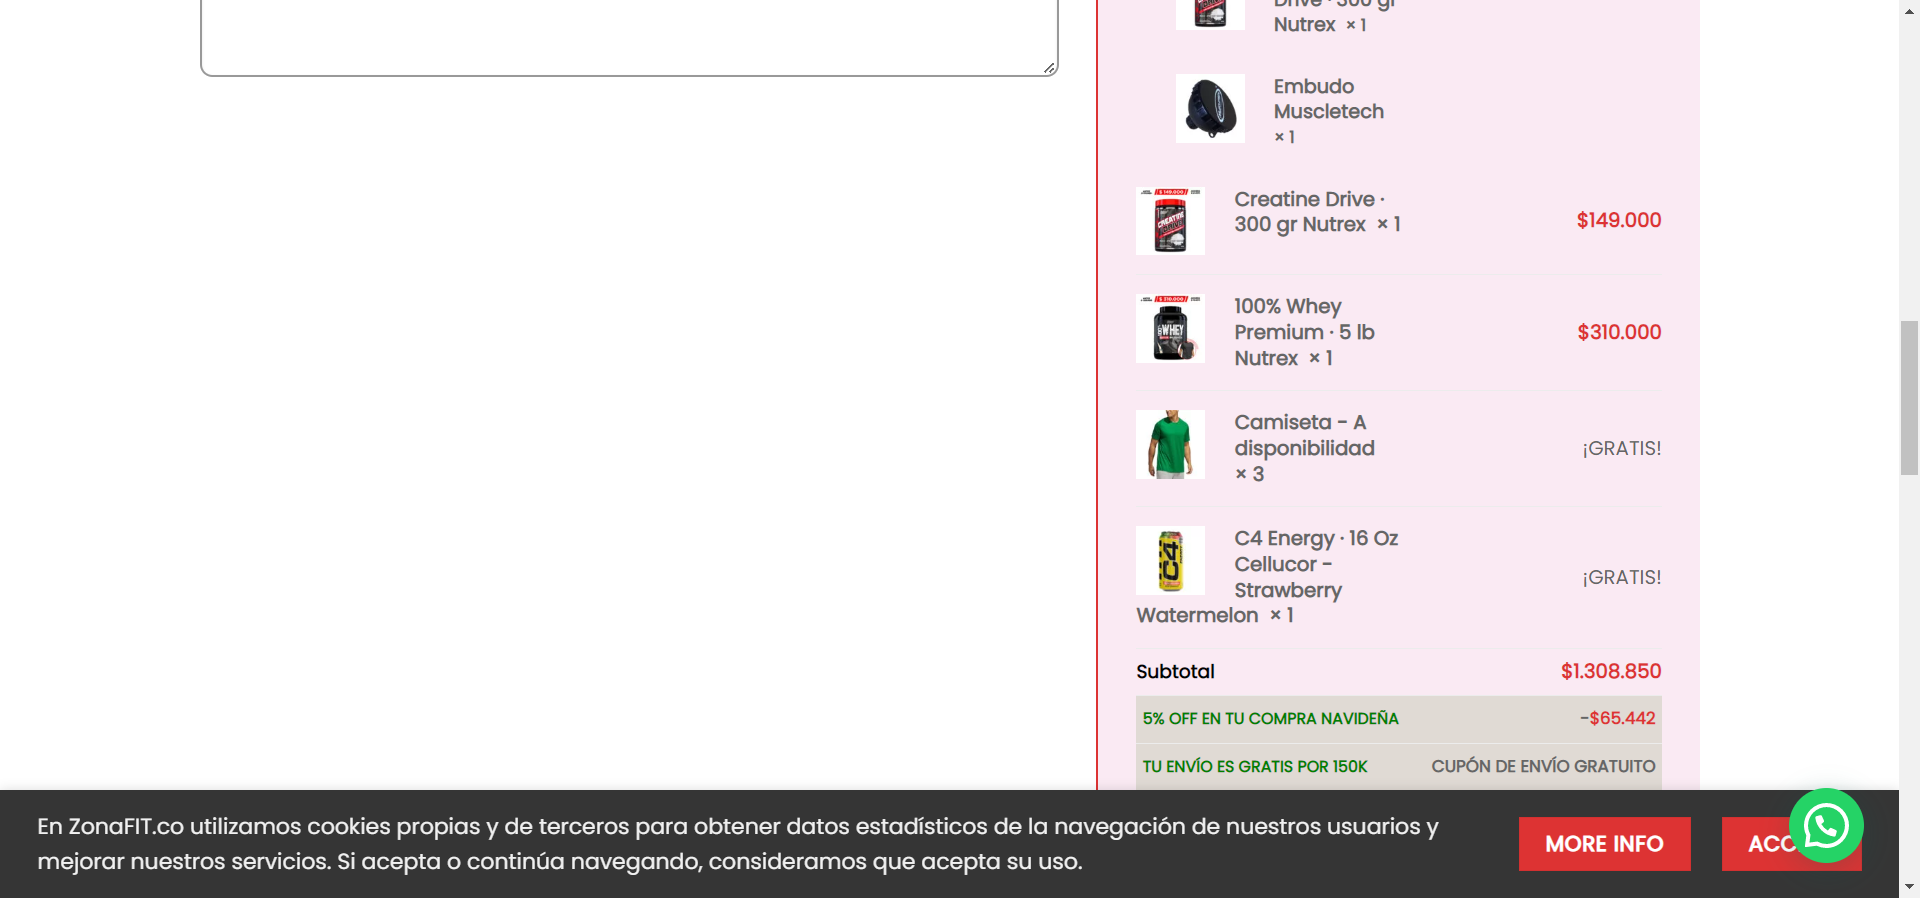 Drive · 300 gr
Nutrex × 1
Embudo
Muscletech
× 1
Creatine Drive ·
300 gr Nutrex × 1
$149.000
100% Whey
Premium · 5 lb
Nutrex × 1
$310.000
Camiseta - A
disponibilidad
× 3
¡GRATIS!
C4 Energy · 16 Oz
Cellucor -
Strawberry
Watermelon × 1
¡GRATIS!
Subtotal
$1.308.850
5% OFF EN TU COMPRA NAVIDEÑA
-$65.442
TU ENVÍO ES GRATIS POR 150K
CUPÓN DE ENVÍO GRATUITO
En ZonaFIT.co utilizamos cookies propias y de terceros para obtener datos estadísticos de la navegación de nuestros usuarios y
mejorar nuestros servicios. Si acepta o continúa navegando, consideramos que acepta su uso.
MORE INFO
ACC